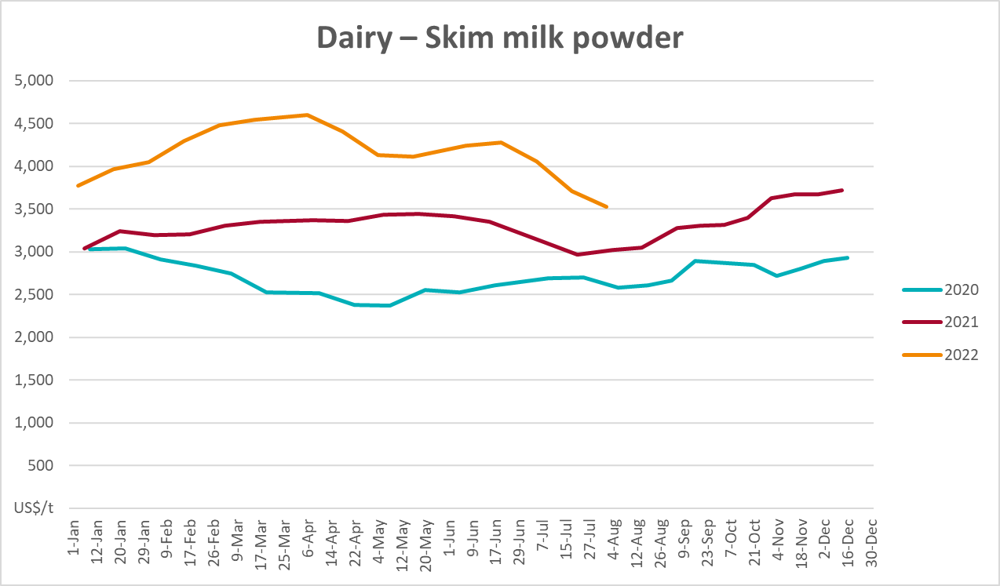 Dairy – Skim milk powder
5,000
4,500
4,000
3,500
3,000
2,500
2,000
1,500
1,000
500
US$/t
1-Jan
12-Jan
20-Jan
29-Jan
9-Feb
17-Feb
26-Feb
9-Mar
17-Mar
25-Mar
6-Apr
14-Apr
22-Apr
4-May
12-May
20-May
1-Jun
9-Jun
17-Jun
29-Jun
7-Jul
15-Jul
27-Jul
4-Aug
12-Aug
26-Aug
9-Sep
23-Sep
7-Oct
21-Oct
4-Nov
18-Nov
2-Dec
16-Dec
30-Dec
2020
2021
2022